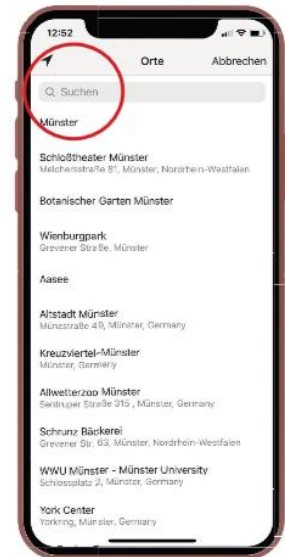 12:52
Orte Abbrechen
Suchen
Münster
Schloßtheater Münster
Melchersstraße 81, Münster, Nordrhein-Westfalen
Botanischer Garten Münster
Wienburgpark
Grevener Straße, Münster
Aasee
Altstadt Münster
Münzstraße 49, Münster, Germany
Kreuzviertel-Münster
Münster, Germany
Allwetterzoo Münster
Sentruper Straße 315 , Münster, Germany
Schrunz Bäckerei
Grevener Str. 63, Münster, Nordrhein-Westfalen
WWU Münster - Münster University
Schlossplatz 2, Münster, Germany
York Center
Yorkring, Münster, Germany